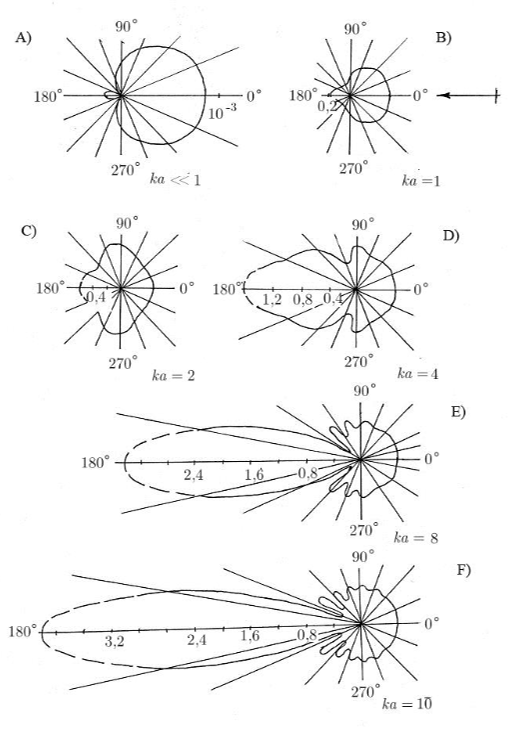 A)
90°
180°
0°
10⁻³
270°
ka << 1
B)
90°
180°
0,2
0°
270°
ka = 1
C)
90°
180°
0,4
0°
270°
ka = 2
D)
90°
180°
1,2 0,8 0,4
0°
270°
ka = 4
E)
90°
180°
2,4 1,6 0,8
0°
270°
ka = 8
F)
90°
180°
3,2 2,4 1,6 0,8
0°
270°
ka = 10